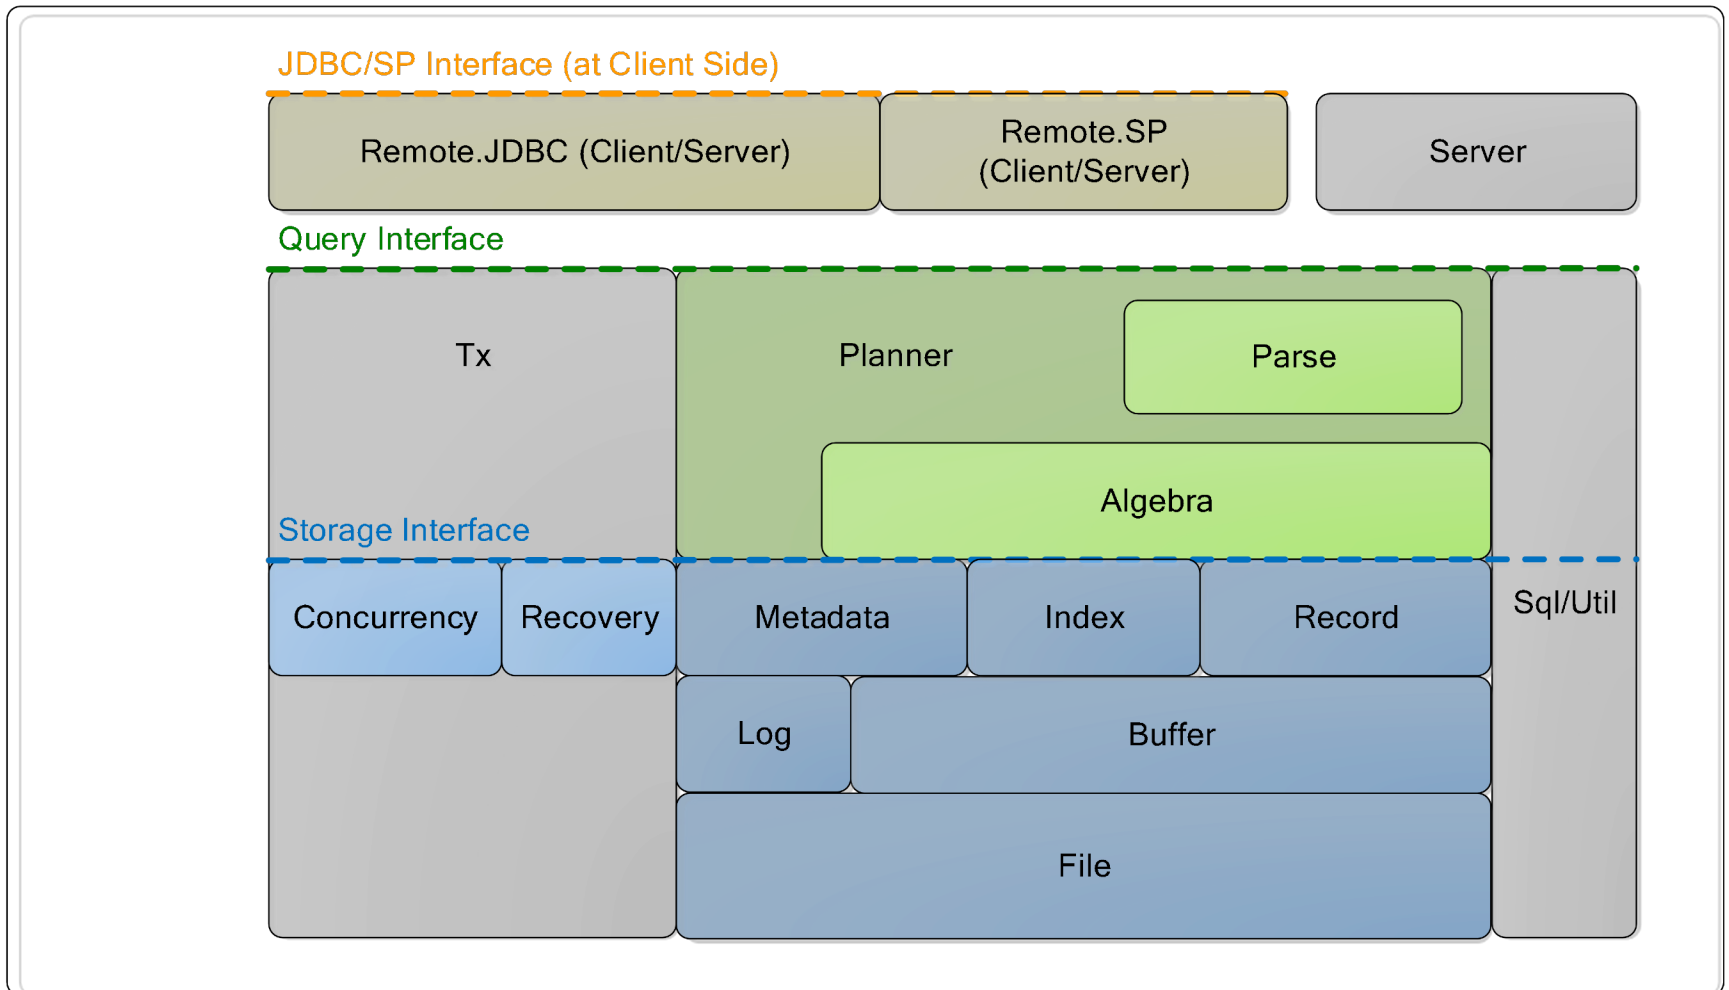 JDBC/SP Interface (at Client Side)
Remote.JDBC (Client/Server)
Remote.SP
(Client/Server)
Server
Query Interface
Tx
Planner
Parse
Algebra
Storage Interface
Concurrency
Recovery
Metadata
Index
Record
Sql/Util
Log
Buffer
File